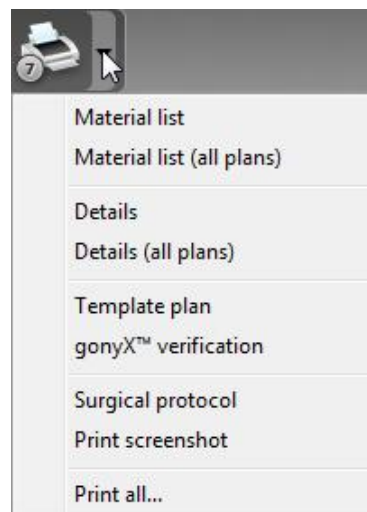 7
Material list
Material list (all plans)
Details
Details (all plans)
Template plan
gonyX™ verification
Surgical protocol
Print screenshot
Print all...